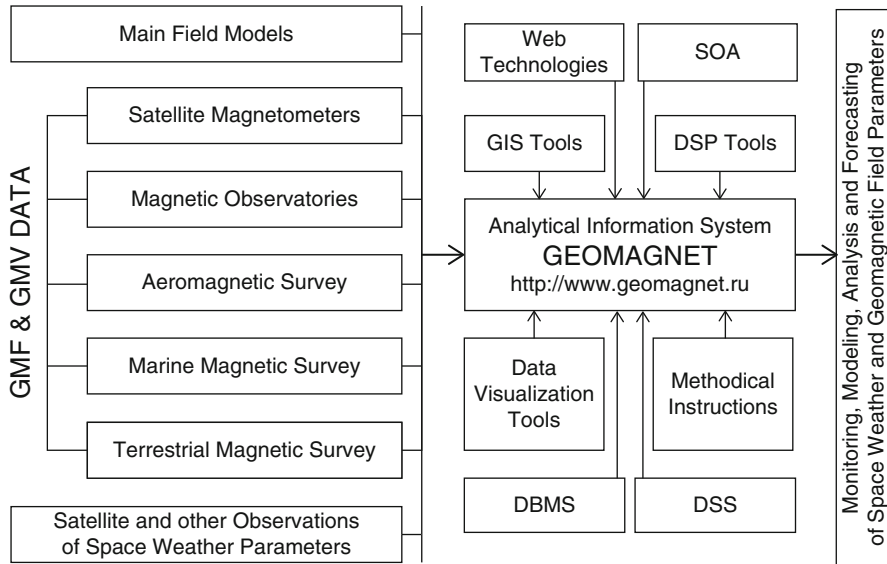 Main Field Models
GMF & GMV DATA
Satellite Magnetometers
Magnetic Observatories
Aeromagnetic Survey
Marine Magnetic Survey
Terrestrial Magnetic Survey
Satellite and other Observations
of Space Weather Parameters
Web
Technologies
SOA
GIS Tools
DSP Tools
Analytical Information System
GEOMAGNET
http://www.geomagnet.ru
Data
Visualization
Tools
Methodical
Instructions
DBMS
DSS
Monitoring, Modeling, Analysis and Forecasting
of Space Weather and Geomagnetic Field Parameters